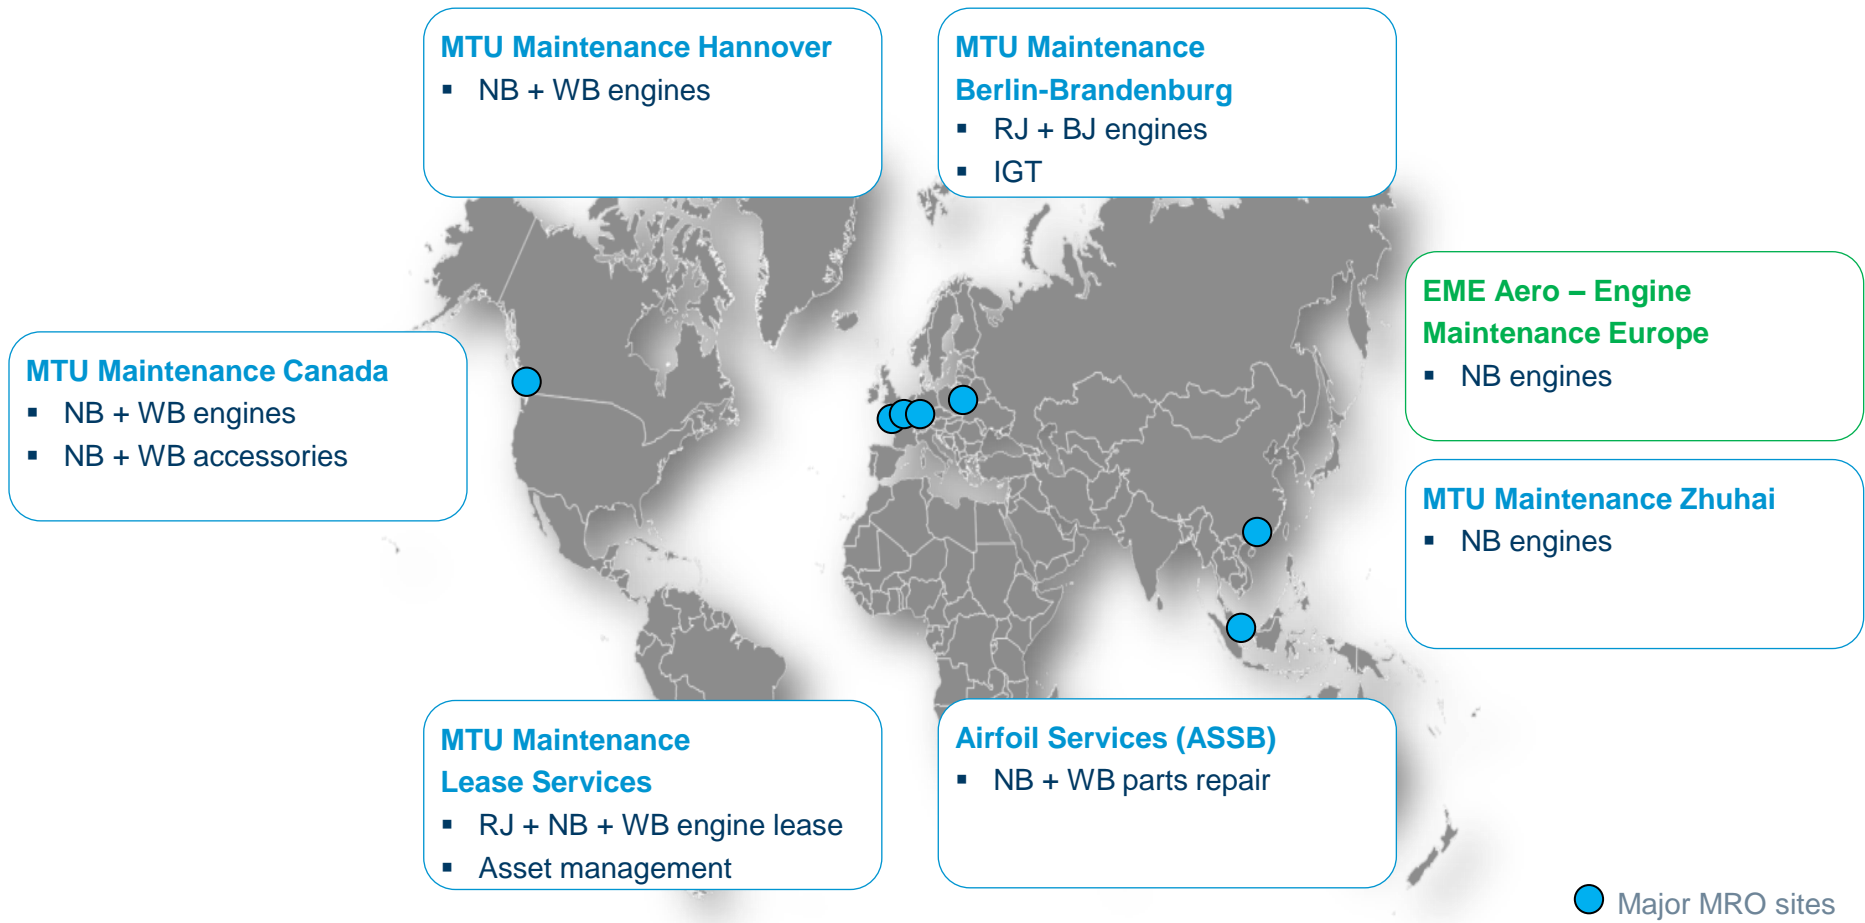 MTU Maintenance Hannover
▪ NB + WB engines
MTU Maintenance
Berlin-Brandenburg
▪ RJ + BJ engines
▪ IGT
EME Aero – Engine
Maintenance Europe
▪ NB engines
MTU Maintenance Canada
▪ NB + WB engines
▪ NB + WB accessories
MTU Maintenance Zhuhai
▪ NB engines
MTU Maintenance
Lease Services
▪ RJ + NB + WB engine lease
▪ Asset management
Airfoil Services (ASSB)
▪ NB + WB parts repair
Major MRO sites